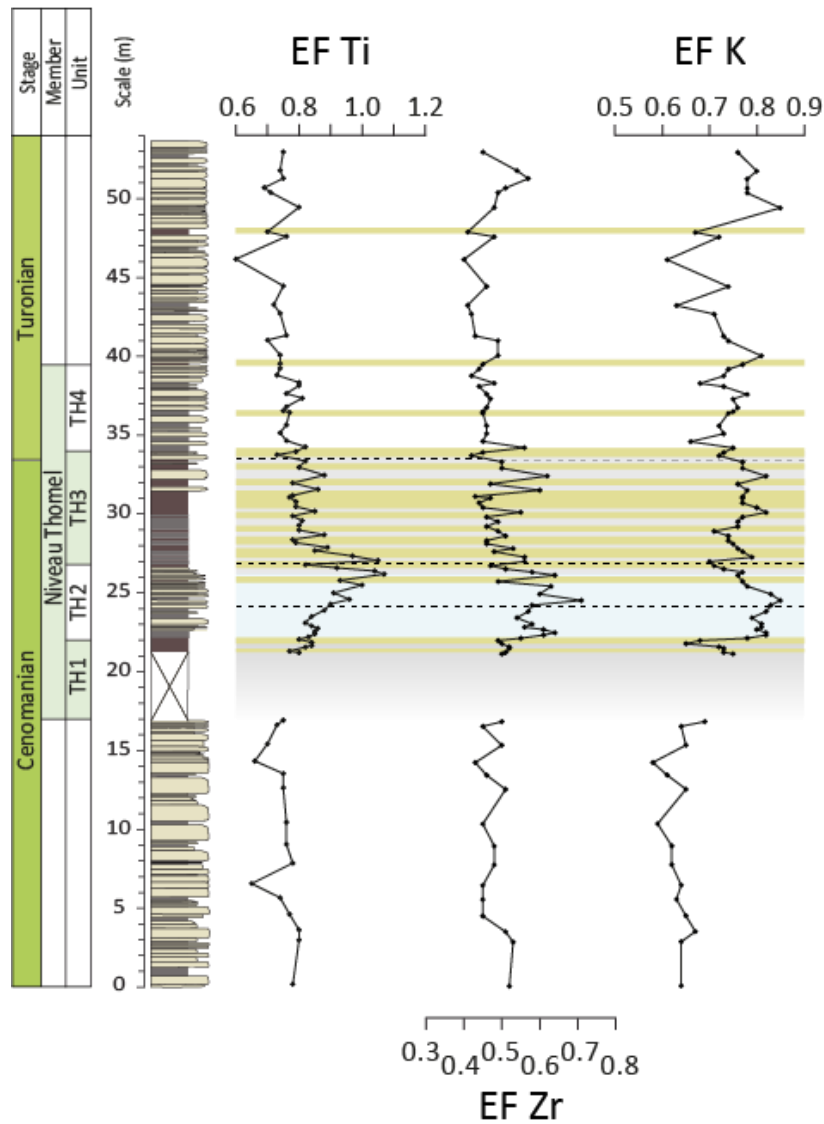 EF Ti
EF K
Stage
Member
Unit
Scale (m)
0.6 0.8 1.0 1.2
0.5 0.6 0.7 0.8 0.9
50
45
40
35
30
25
20
15
10
5
0
Turonian
Cenomanian
Niveau Thomel
TH4
TH3
TH2
TH1
0.3 0.4 0.5 0.6 0.7 0.8
EF Zr